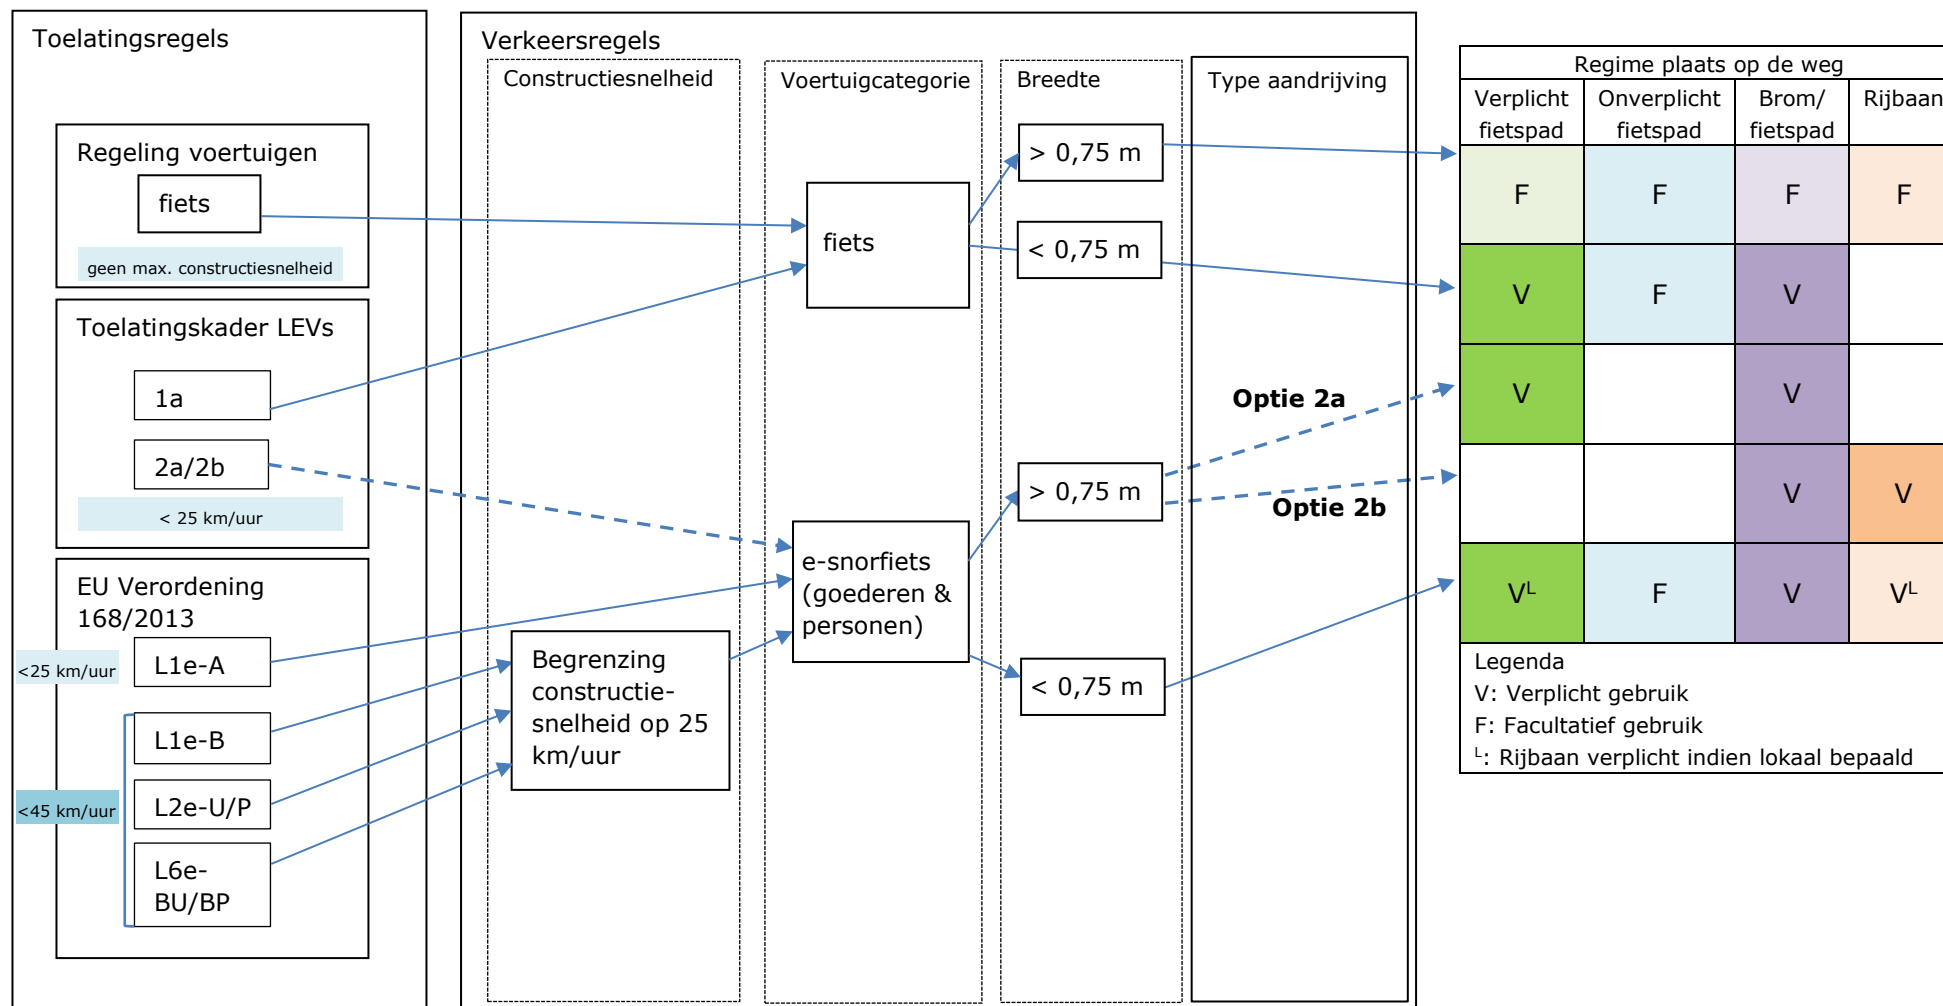 Toelatingsregels
Regeling voertuigen
fiets
geen max. constructiesnelheid
Toelatingskader LEVs
1a
2a/2b
< 25 km/uur
EU Verordening
168/2013
<25 km/uur
L1e-A
L1e-B
<45 km/uur
L2e-U/P
L6e-
BU/BP
Verkeersregels
Constructiesnelheid
Begrenzing
constructie-
snelheid op 25
km/uur
Voertuigcategorie
fiets
e-snorfiets
(goederen &
personen)
Breedte
> 0,75 m
< 0,75 m
> 0,75 m
< 0,75 m
Type aandrijving
Optie 2a
Optie 2b
Regime plaats op de weg
Verplicht
fietspad
Onverplicht
fietspad
Brom/
fietspad
Rijbaan
F F F F
V F V
V V
V V
Vᴸ F V Vᴸ
Legenda
V: Verplicht gebruik
F: Facultatief gebruik
ᴸ: Rijbaan verplicht indien lokaal bepaald